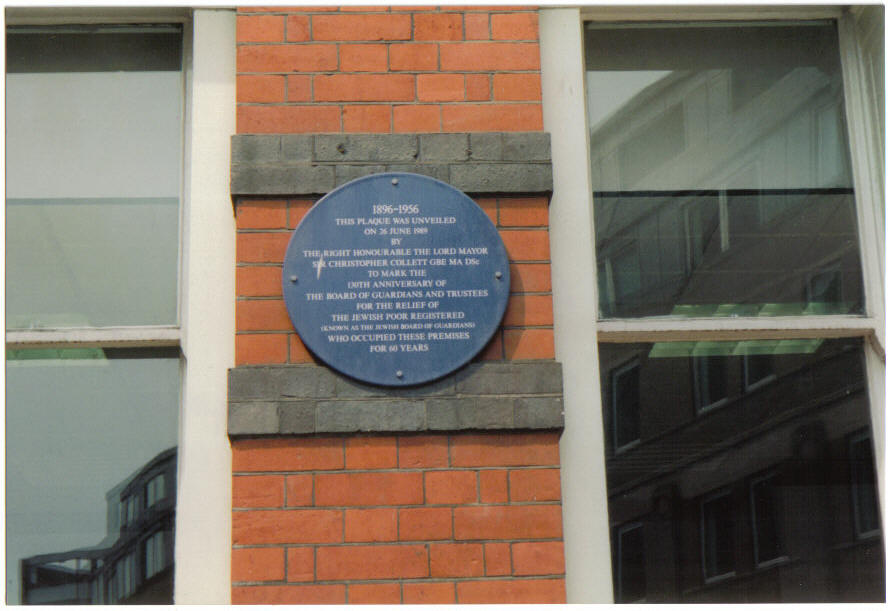 1896-1956
THIS PLAQUE WAS UNVEILED
ON 26 JUNE 1989
BY
THE RIGHT HONOURABLE THE LORD MAYOR
SIR CHRISTOPHER COLLETT GBE MA DSc
TO MARK THE
130TH ANNIVERSARY OF
THE BOARD OF GUARDIANS AND TRUSTEES
FOR THE RELIEF OF
THE JEWISH POOR REGISTERED
(KNOWN AS THE JEWISH BOARD OF GUARDIANS)
WHO OCCUPIED THESE PREMISES
FOR 60 YEARS